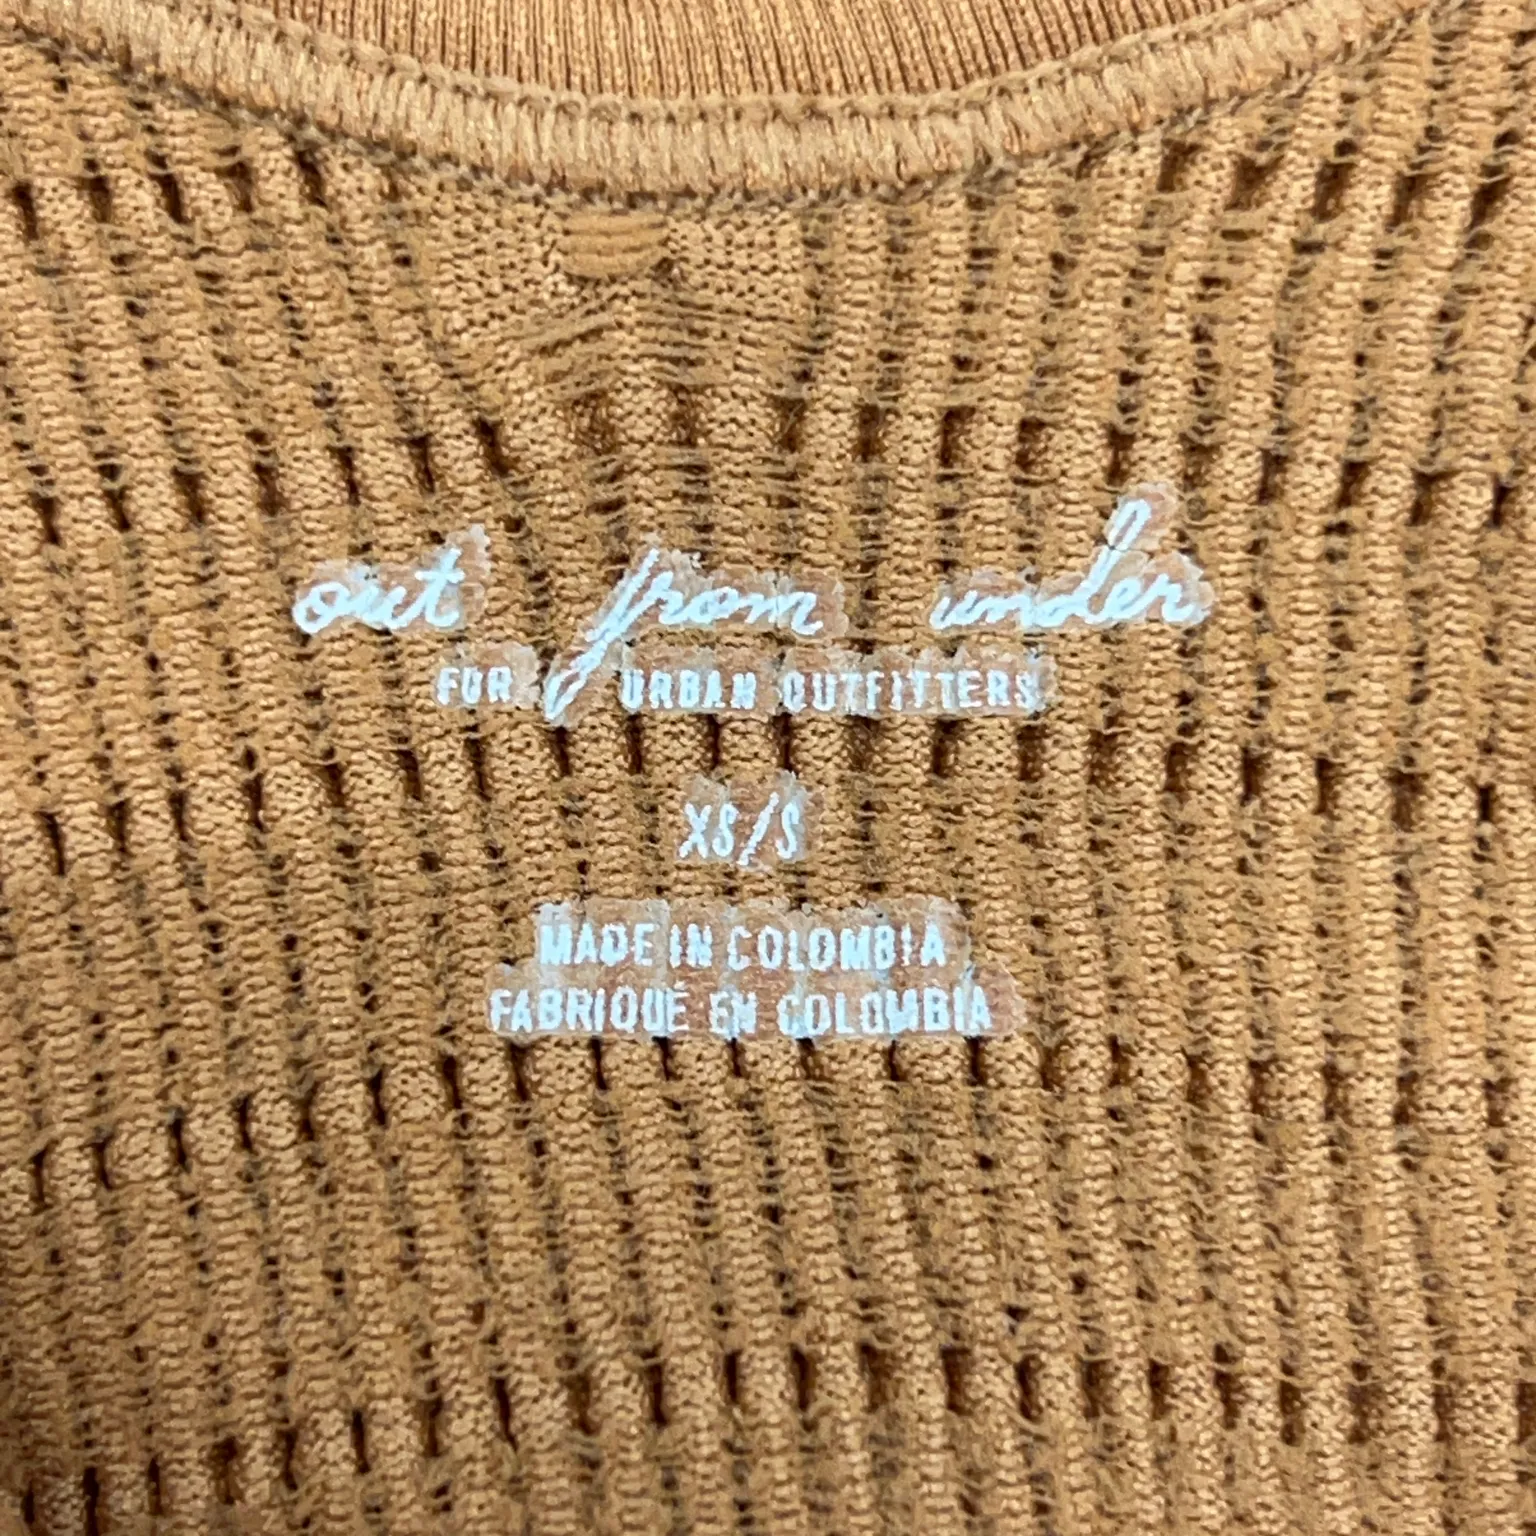 out from under
FOR URBAN OUTFITTERS
XS/S
MADE IN COLOMBIA
FABRIQUÉ EN COLOMBIA